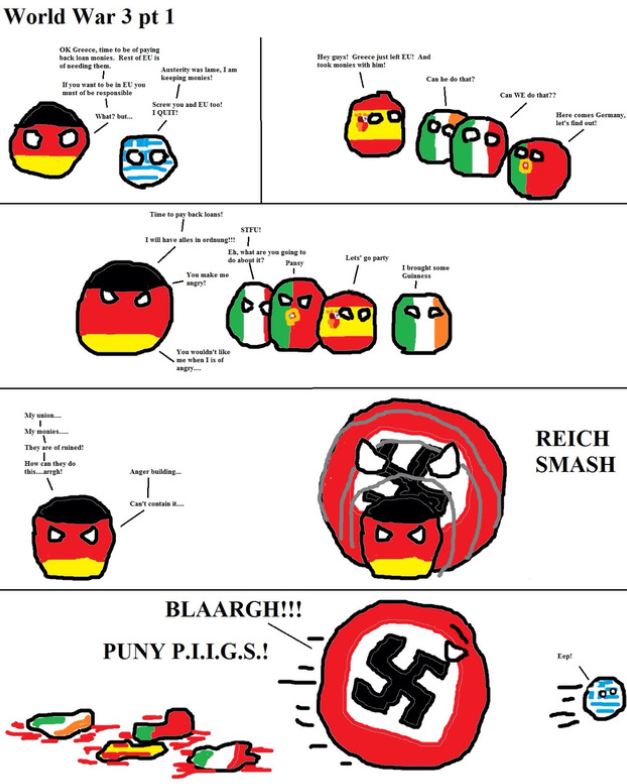 World War 3 pt 1
OK Greece, time to be of paying
back loan monies. Rest of EU is
of needing them.
If you want to be in EU you
must of be responsible
What? but...
Austerity was lame, I am
keeping monies!
Screw you and EU too!
I QUIT!
Hey guys! Greece just left EU! And
took monies with him!
Can he do that?
Can WE do that??
Here comes Germany,
let's find out!
Time to pay back loans!
I will have alles in ordnung!!!
You make me
angry!
You wouldn't like
me when I is of
angry....
STFU!
Eh, what are you going to
do about it?
Pansy
Lets' go party
I brought some
Guinness
My union....
My monies.....
They are of ruined!
How can they do
this....arrgh!
Anger building...
Can't contain it....
REICH
SMASH
BLAARGH!!!
PUNY P.I.I.G.S.!
Eep!